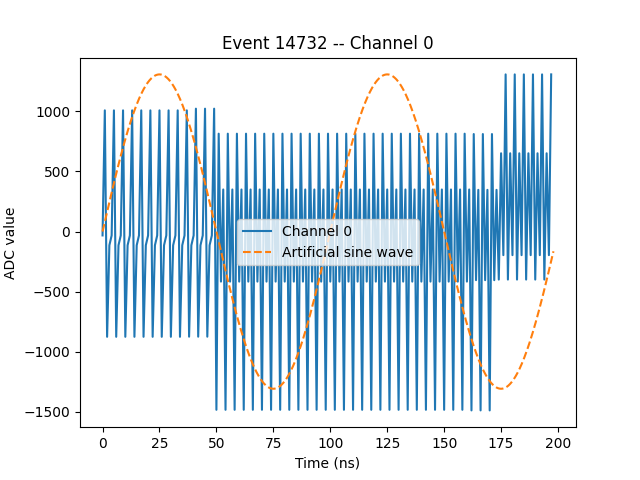 Event 14732 -- Channel 0
ADC value
1000
500
0
−500
−1000
−1500
Channel 0
Artificial sine wave
0 25 50 75 100 125 150 175 200
Time (ns)